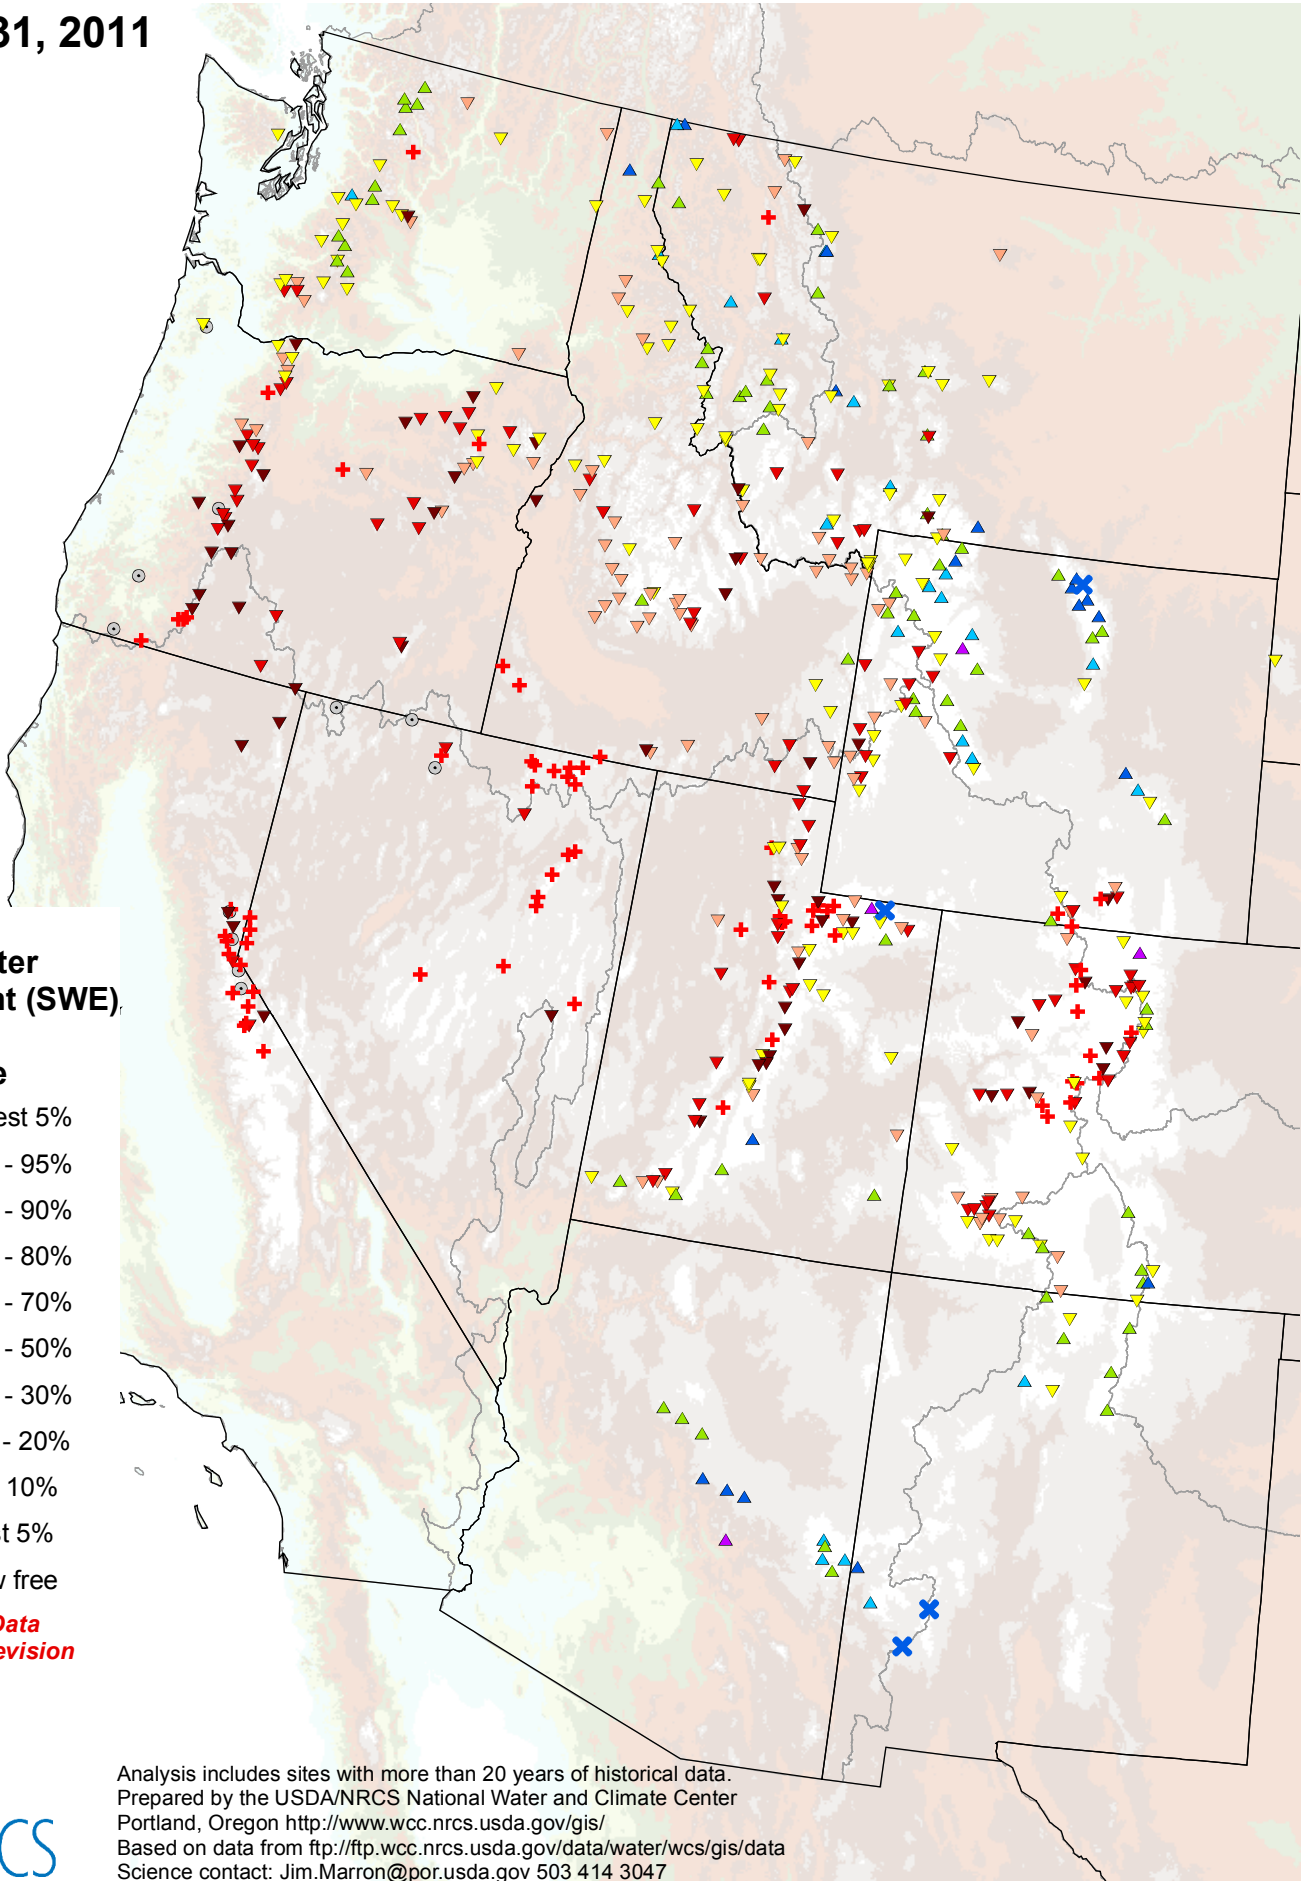 31, 2011
ter
nt (SWE)
e
est 5%
- 95%
- 90%
- 80%
- 70%
- 50%
- 30%
- 20%
10%
st 5%
v free
Data
evision
CS
Analysis includes sites with more than 20 years of historical data.
Prepared by the USDA/NRCS National Water and Climate Center
Portland, Oregon http://www.wcc.nrcs.usda.gov/gis/
Based on data from ftp://ftp.wcc.nrcs.usda.gov/data/water/wcs/gis/data
Science contact: Jim.Marron@por.usda.gov 503 414 3047